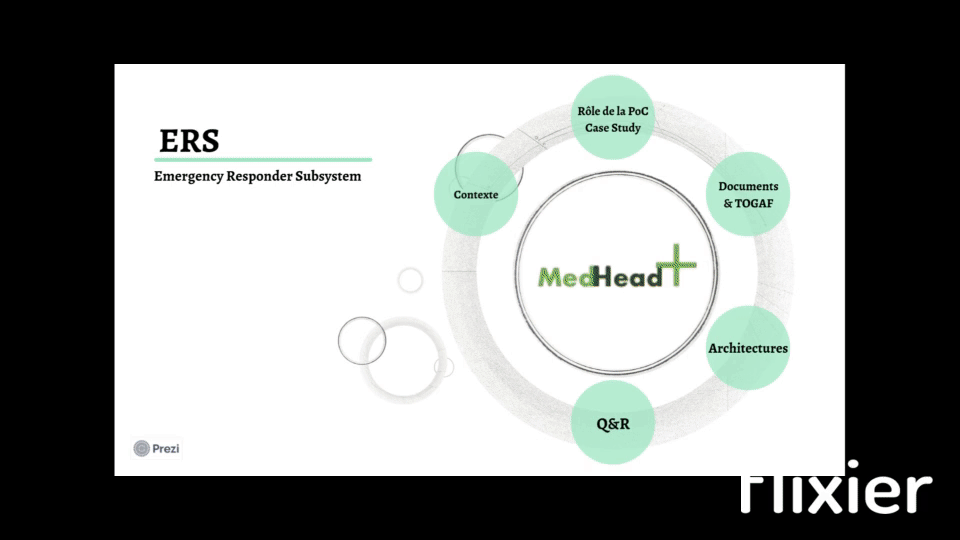 ERS
Emergency Responder Subsystem
Rôle de la PoC
Case Study
Contexte
Documents
& TOGAF
MedHead
Architectures
Q&R
Prezi
flixier